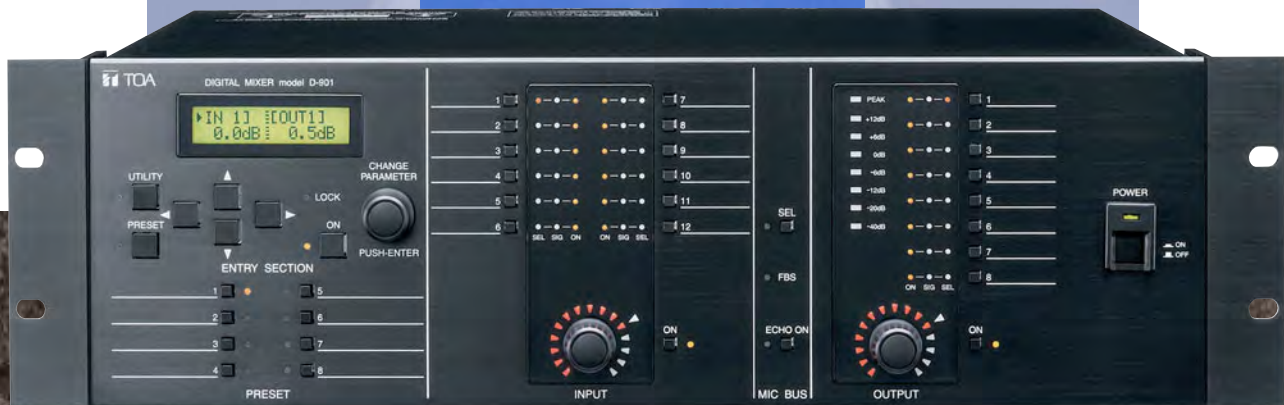 TOA
DIGITAL MIXER model D-901
▶IN 1] [OUT1]
0.0dB 0.5dB
UTILITY
PRESET
▲
◀
▶
▼
LOCK
ON
CHANGE
PARAMETER
PUSH-ENTER
ENTRY SECTION
1
2
3
4
5
6
7
8
PRESET
1
2
3
4
5
6
7
8
9
10
11
12
SEL SIG ON ON SIG SEL
ON
INPUT
SEL
FBS
ECHO ON
MIC BUS
PEAK
+12dB
+6dB
0dB
-6dB
-12dB
-20dB
-40dB
1
2
3
4
5
6
7
8
ON SIG SEL
ON
OUTPUT
POWER
ON
OFF